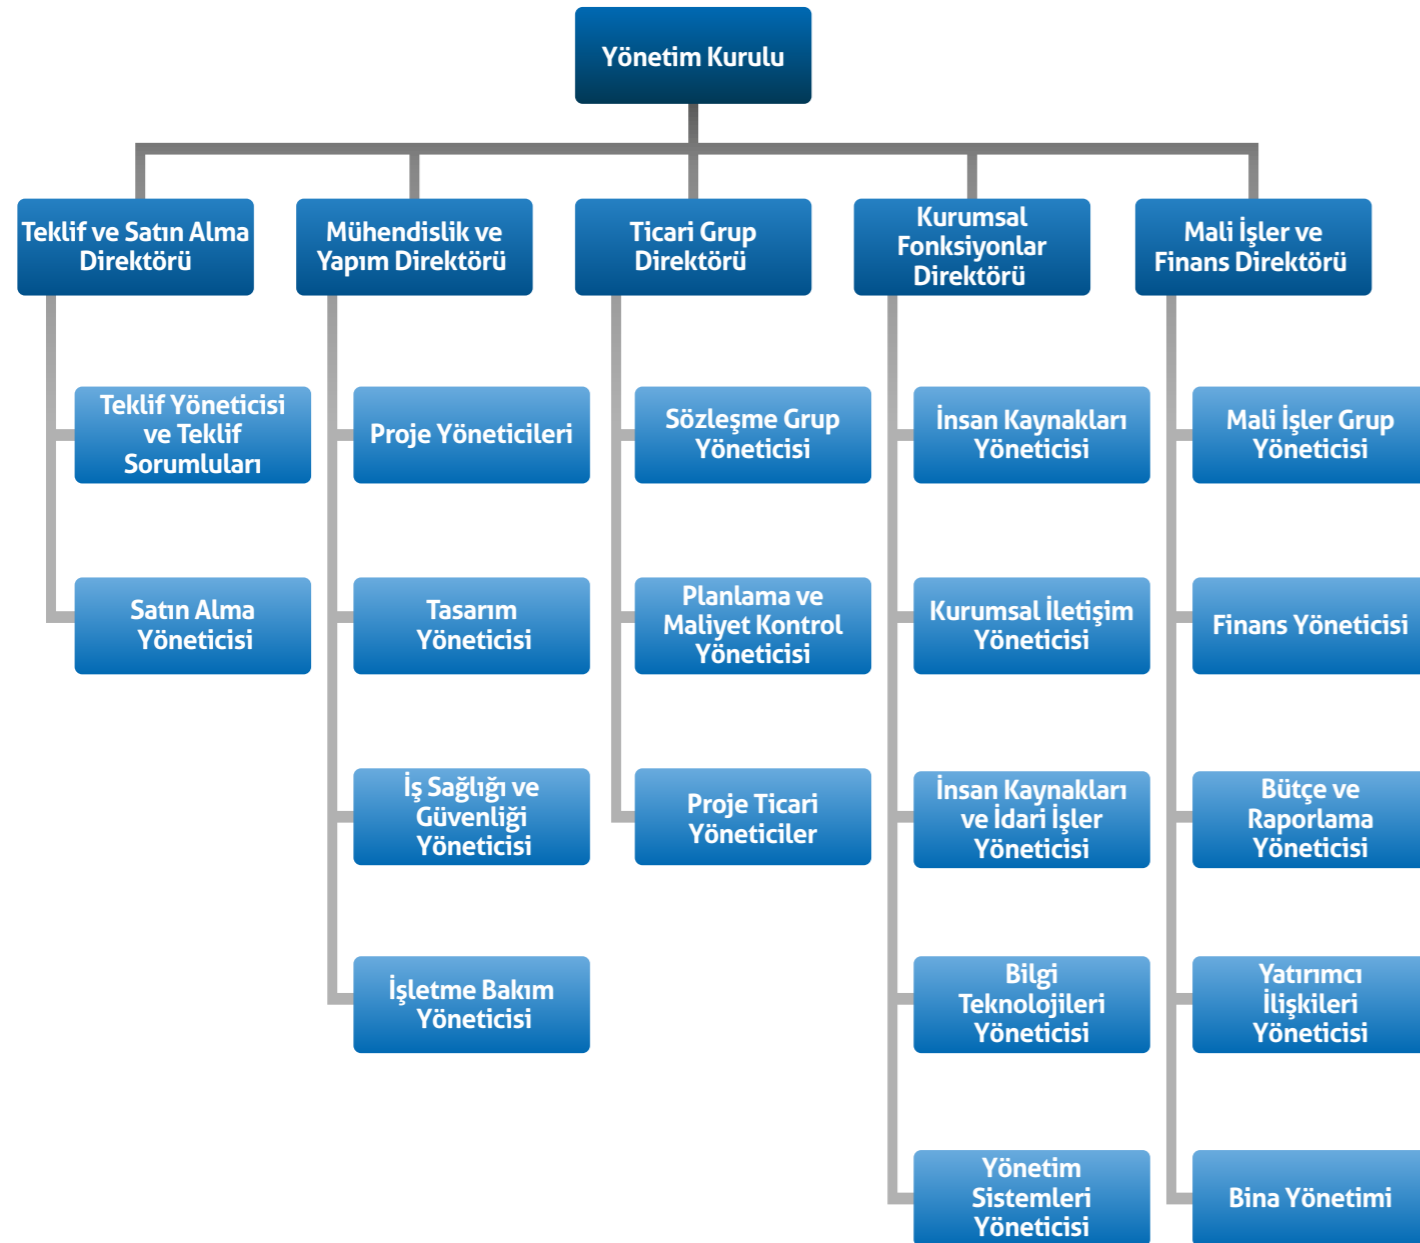 Yönetim Kurulu
Teklif ve Satın Alma
Direktörü
Mühendislik ve
Yapım Direktörü
Ticari Grup
Direktörü
Kurumsal
Fonksiyonlar
Direktörü
Mali İşler ve
Finans Direktörü
Teklif Yöneticisi
ve Teklif
Sorumluları
Satın Alma
Yöneticisi
Proje Yöneticileri
Tasarım
Yöneticisi
İş Sağlığı ve
Güvenliği
Yöneticisi
İşletme Bakım
Yöneticisi
Sözleşme Grup
Yöneticisi
Planlama ve
Maliyet Kontrol
Yöneticisi
Proje Ticari
Yöneticiler
İnsan Kaynakları
Yöneticisi
Kurumsal İletişim
Yöneticisi
İnsan Kaynakları
ve İdari İşler
Yöneticisi
Bilgi
Teknolojileri
Yöneticisi
Yönetim
Sistemleri
Yöneticisi
Mali İşler Grup
Yöneticisi
Finans Yöneticisi
Bütçe ve
Raporlama
Yöneticisi
Yatırımcı
İlişkileri
Yöneticisi
Bina Yönetimi